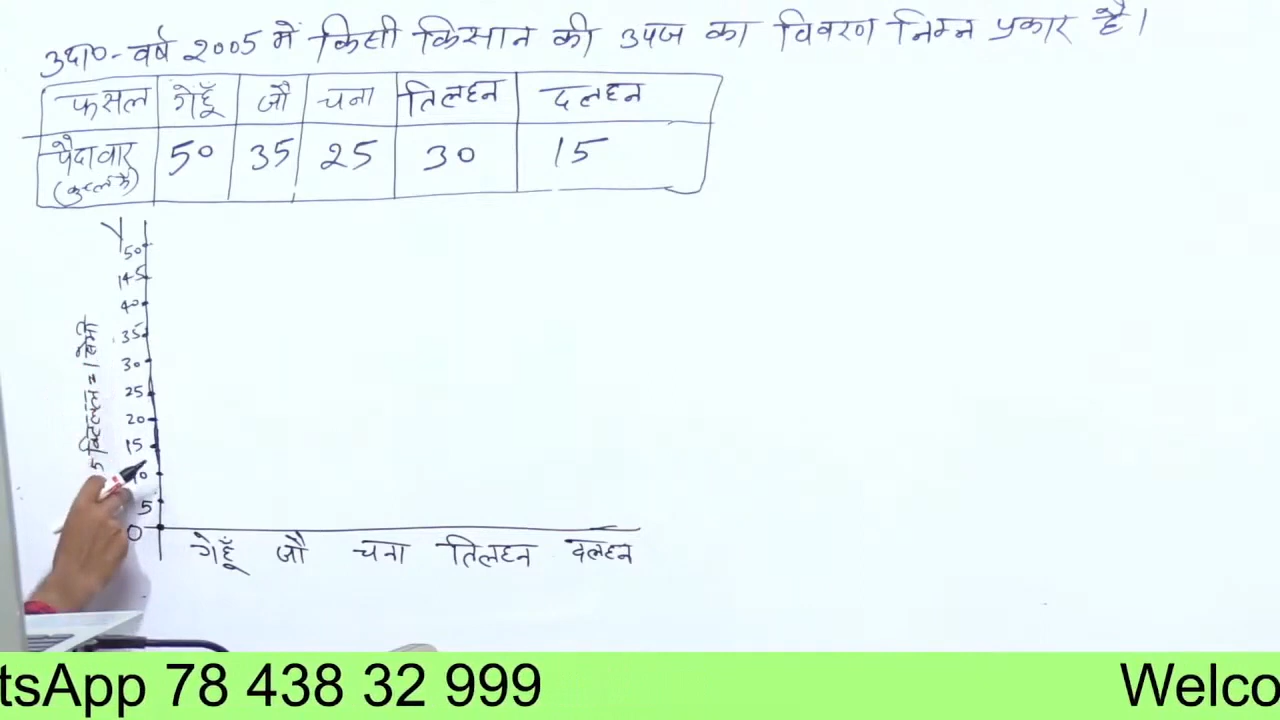 उदा०- वर्ष 2005 में किसी किसान की उपज का विवरण निम्न प्रकार है।
फसल गेहूँ जौ चना तिलहन दलहन
पैदावार 50 35 25 30 15
Y
50
45
40
35
30
25
20
15
10
5
0
= 1 सेमी
गेहूँ जौ चना तिलहन दलहन
tsApp 78 438 32 999 Welco